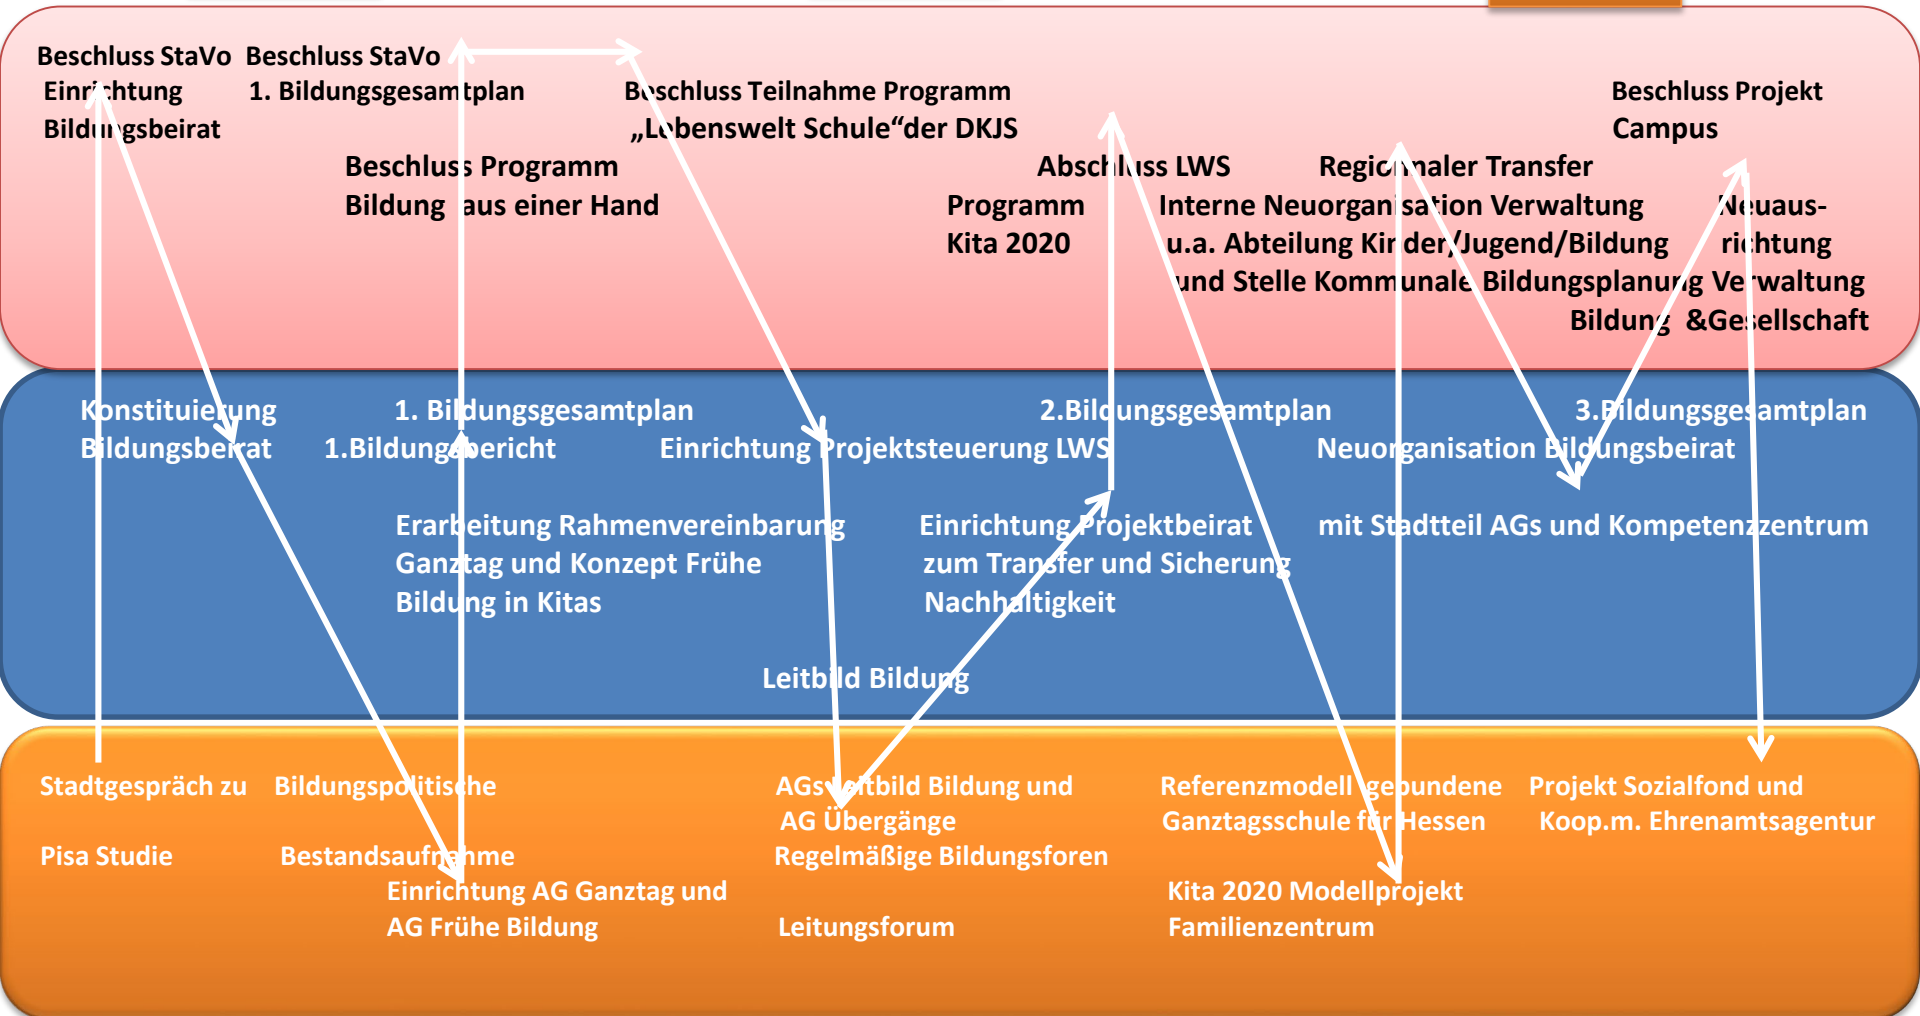 Beschluss StaVo Beschluss StaVo
Einrichtung 1. Bildungsgesamtplan Beschluss Teilnahme Programm Beschluss Projekt
Bildungsbeirat „Lebenswelt Schule“der DKJS Campus
Beschluss Programm Abschluss LWS Regionaler Transfer
Bildung aus einer Hand Programm Interne Neuorganisation Verwaltung Neuaus-
Kita 2020 u.a. Abteilung Kinder/Jugend/Bildung richtung
und Stelle Kommunale Bildungsplanung Verwaltung
Bildung &Gesellschaft
Konstituierung 1. Bildungsgesamtplan 2.Bildungsgesamtplan 3.Bildungsgesamtplan
Bildungsbeirat 1.Bildungsbericht Einrichtung Projektsteuerung LWS Neuorganisation Bildungsbeirat
Erarbeitung Rahmenvereinbarung Einrichtung Projektbeirat mit Stadtteil AGs und Kompetenzzentrum
Ganztag und Konzept Frühe zum Transfer und Sicherung
Bildung in Kitas Nachhaltigkeit
Leitbild Bildung
Stadtgespräch zu Bildungspolitische AGs Leitbild Bildung und Referenzmodell gebundene Projekt Sozialfond und
AG Übergänge Ganztagsschule für Hessen Koop.m. Ehrenamtsagentur
Pisa Studie Bestandsaufnahme Regelmäßige Bildungsforen
Einrichtung AG Ganztag und Kita 2020 Modellprojekt
AG Frühe Bildung Leitungsforum Familienzentrum